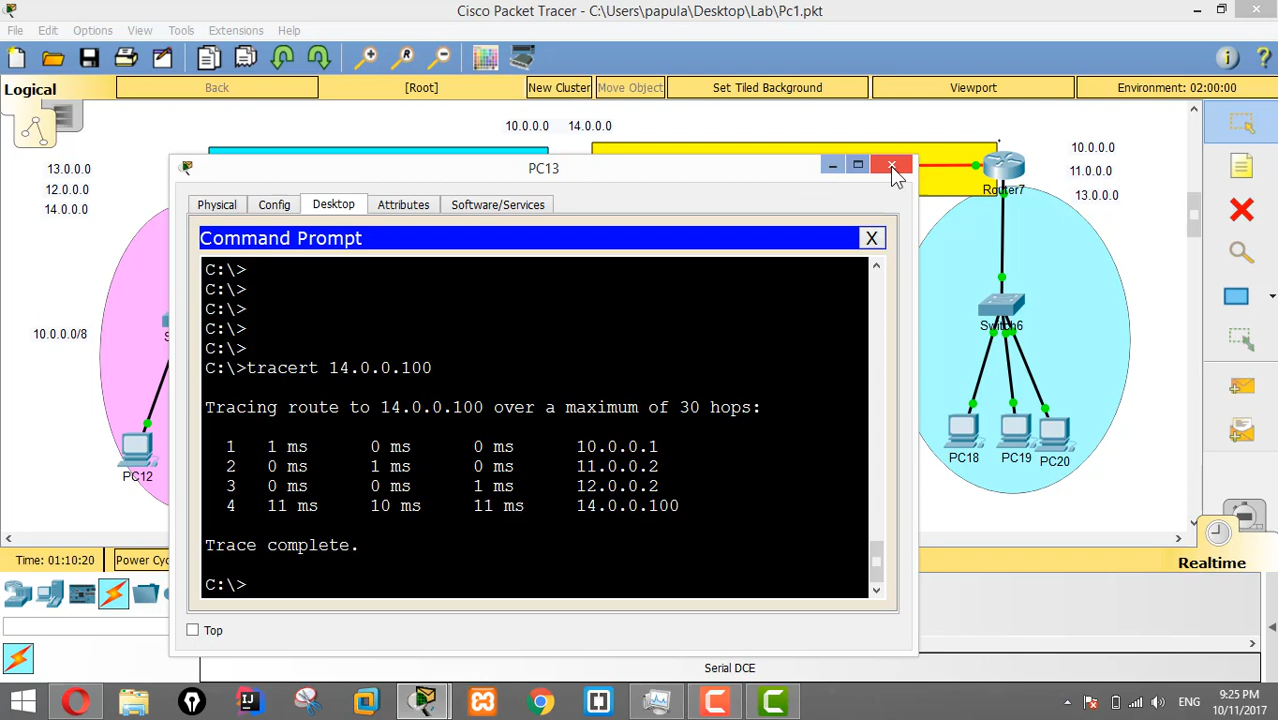 Cisco Packet Tracer - C:\Users\papula\Desktop\Lab\Pc1.pkt
File Edit Options View Tools Extensions Help
Logical Back [Root] New Cluster Move Object Set Tiled Background Viewport Environment: 02:00:00
10.0.0.0 14.0.0.0
13.0.0.0
12.0.0.0
14.0.0.0
10.0.0.0/8
PC12
PC13
Physical Config Desktop Attributes Software/Services
Command Prompt X
C:\>
C:\>
C:\>
C:\>
C:\>
C:\>tracert 14.0.0.100
Tracing route to 14.0.0.100 over a maximum of 30 hops:
1 1 ms 0 ms 0 ms 10.0.0.1
2 0 ms 1 ms 0 ms 11.0.0.2
3 0 ms 0 ms 1 ms 12.0.0.2
4 11 ms 10 ms 11 ms 14.0.0.100
Trace complete.
C:\>
Top
10.0.0.0
11.0.0.0
13.0.0.0
Router7
Switch6
PC18 PC19 PC20
Time: 01:10:20 Power Cyc
Realtime
Serial DCE
ENG
9:25 PM
10/11/2017